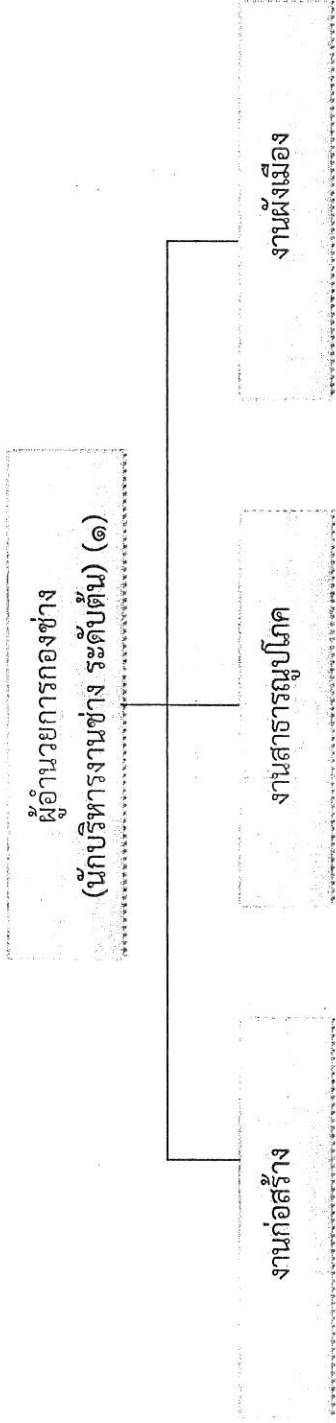 ผู้อำนวยการกองช่าง
(นักบริหารงานช่าง ระดับต้น) (๑)
งานก่อสร้าง
งานสาธารณูปโภค
งานผังเมือง